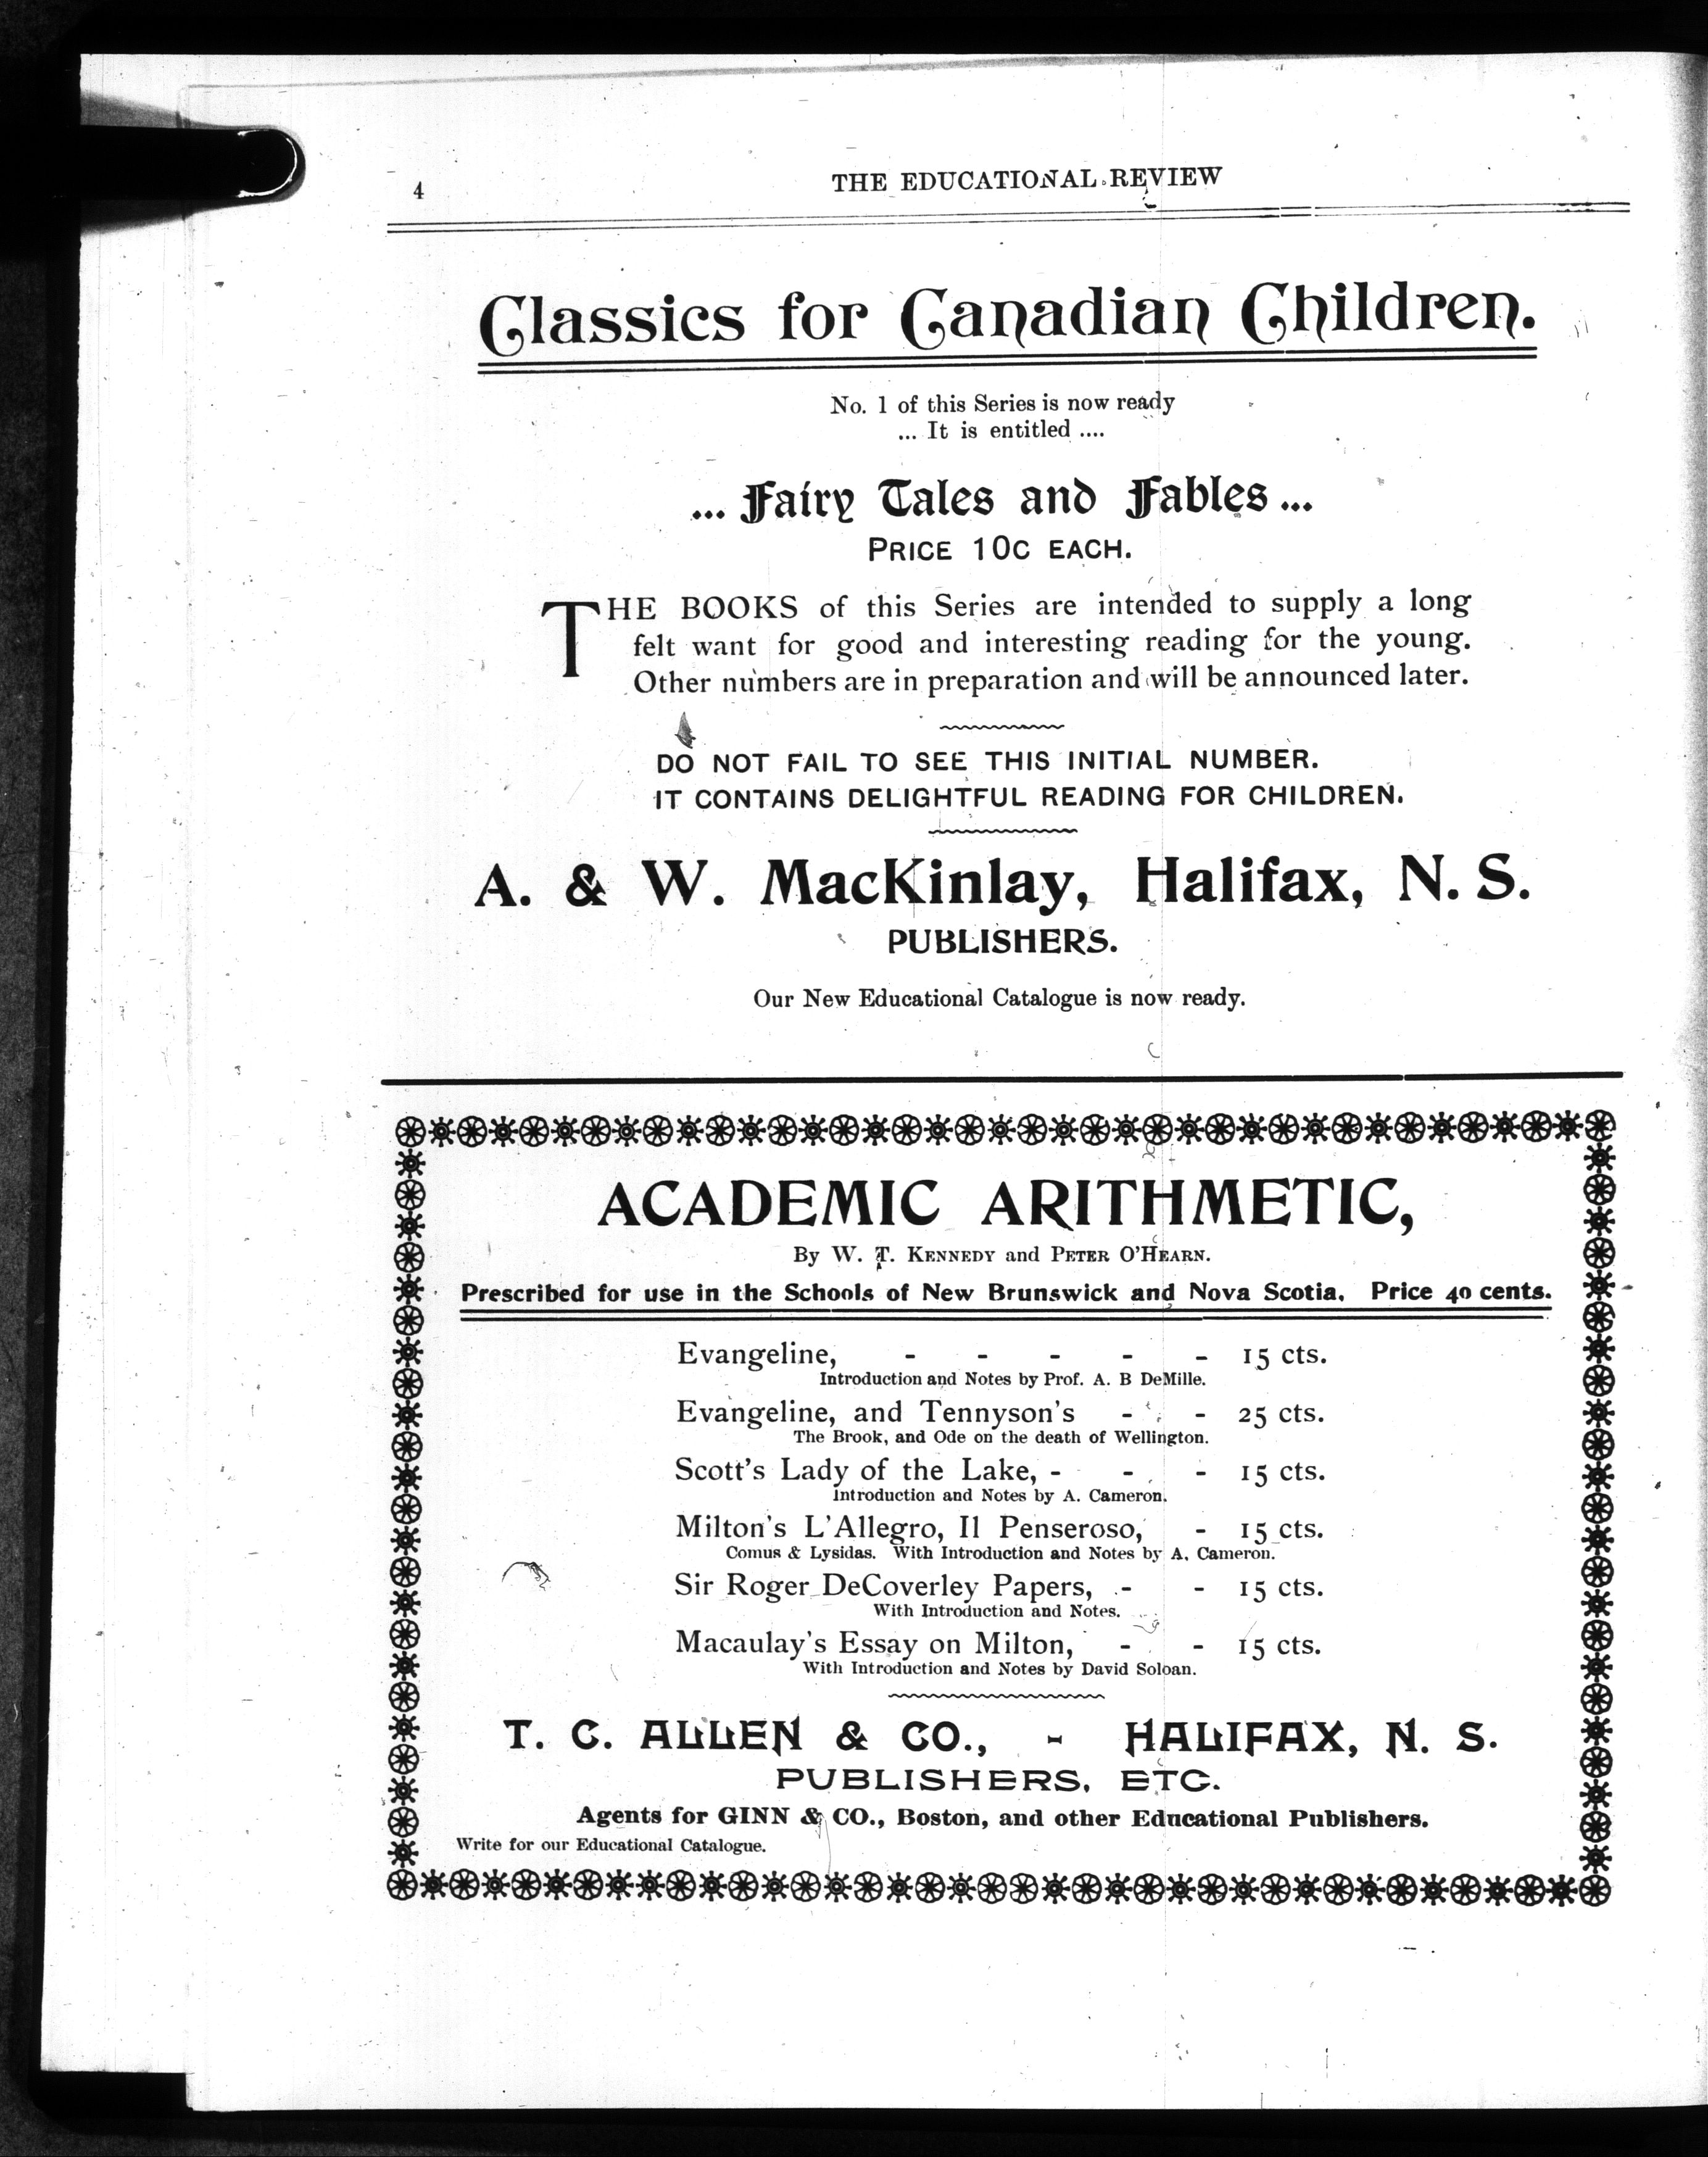 4
THE EDUCATIONAL REVIEW
Classics for Canadian Children.
No. 1 of this Series is now ready
... It is entitled ....
... Fairy Tales and Fables ...
PRICE 10C EACH.
THE BOOKS of this Series are intended to supply a long
felt want for good and interesting reading for the young.
Other numbers are in preparation and will be announced later.
DO NOT FAIL TO SEE THIS INITIAL NUMBER.
IT CONTAINS DELIGHTFUL READING FOR CHILDREN.
A. & W. MacKinlay, Halifax, N. S.
PUBLISHERS.
Our New Educational Catalogue is now ready.
ACADEMIC ARITHMETIC,
By W. T. KENNEDY and PETER O'HEARN.
Prescribed for use in the Schools of New Brunswick and Nova Scotia. Price 40 cents.
Evangeline, - - - - - 15 cts.
Introduction and Notes by Prof. A. B DeMille.
Evangeline, and Tennyson's - - 25 cts.
The Brook, and Ode on the death of Wellington.
Scott's Lady of the Lake, - - - 15 cts.
Introduction and Notes by A. Cameron.
Milton's L'Allegro, Il Penseroso, - 15 cts.
Comus & Lysidas. With Introduction and Notes by A. Cameron.
Sir Roger DeCoverley Papers, - - 15 cts.
With Introduction and Notes.
Macaulay's Essay on Milton, - - 15 cts.
With Introduction and Notes by David Soloan.
T. C. ALLEN & CO., - HALIFAX, N. S.
PUBLISHERS, ETC.
Agents for GINN & CO., Boston, and other Educational Publishers.
Write for our Educational Catalogue.